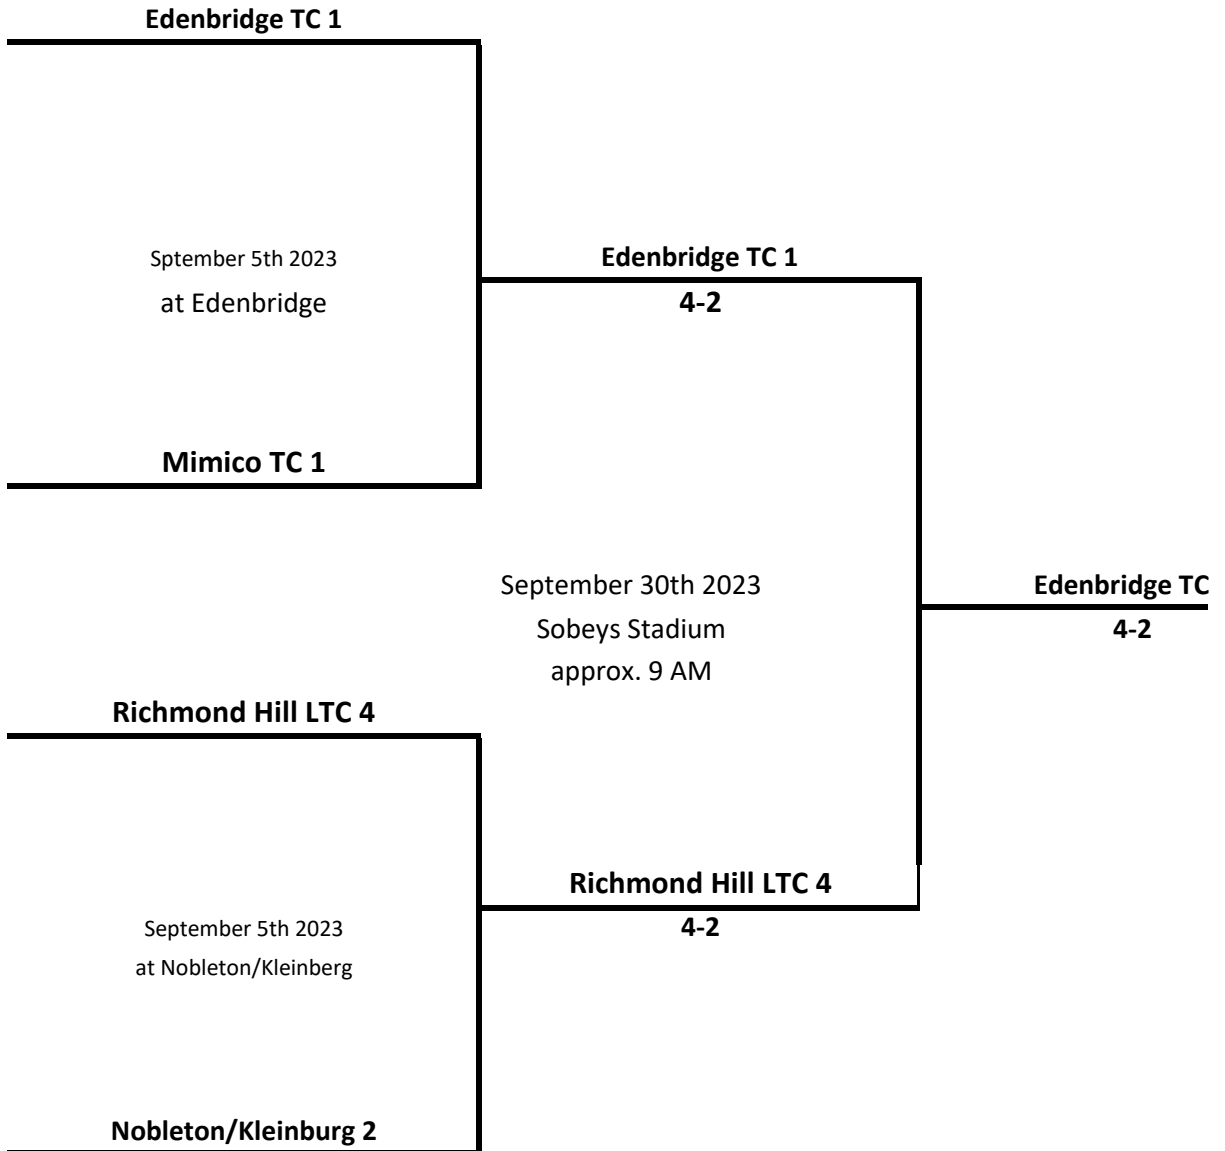 Edenbridge TC 1
Sptember 5th 2023
at Edenbridge
Edenbridge TC 1
4-2
Mimico TC 1
September 30th 2023
Sobeys Stadium
approx. 9 AM
Edenbridge TC
4-2
Richmond Hill LTC 4
Richmond Hill LTC 4
4-2
September 5th 2023
at Nobleton/Kleinberg
Nobleton/Kleinburg 2